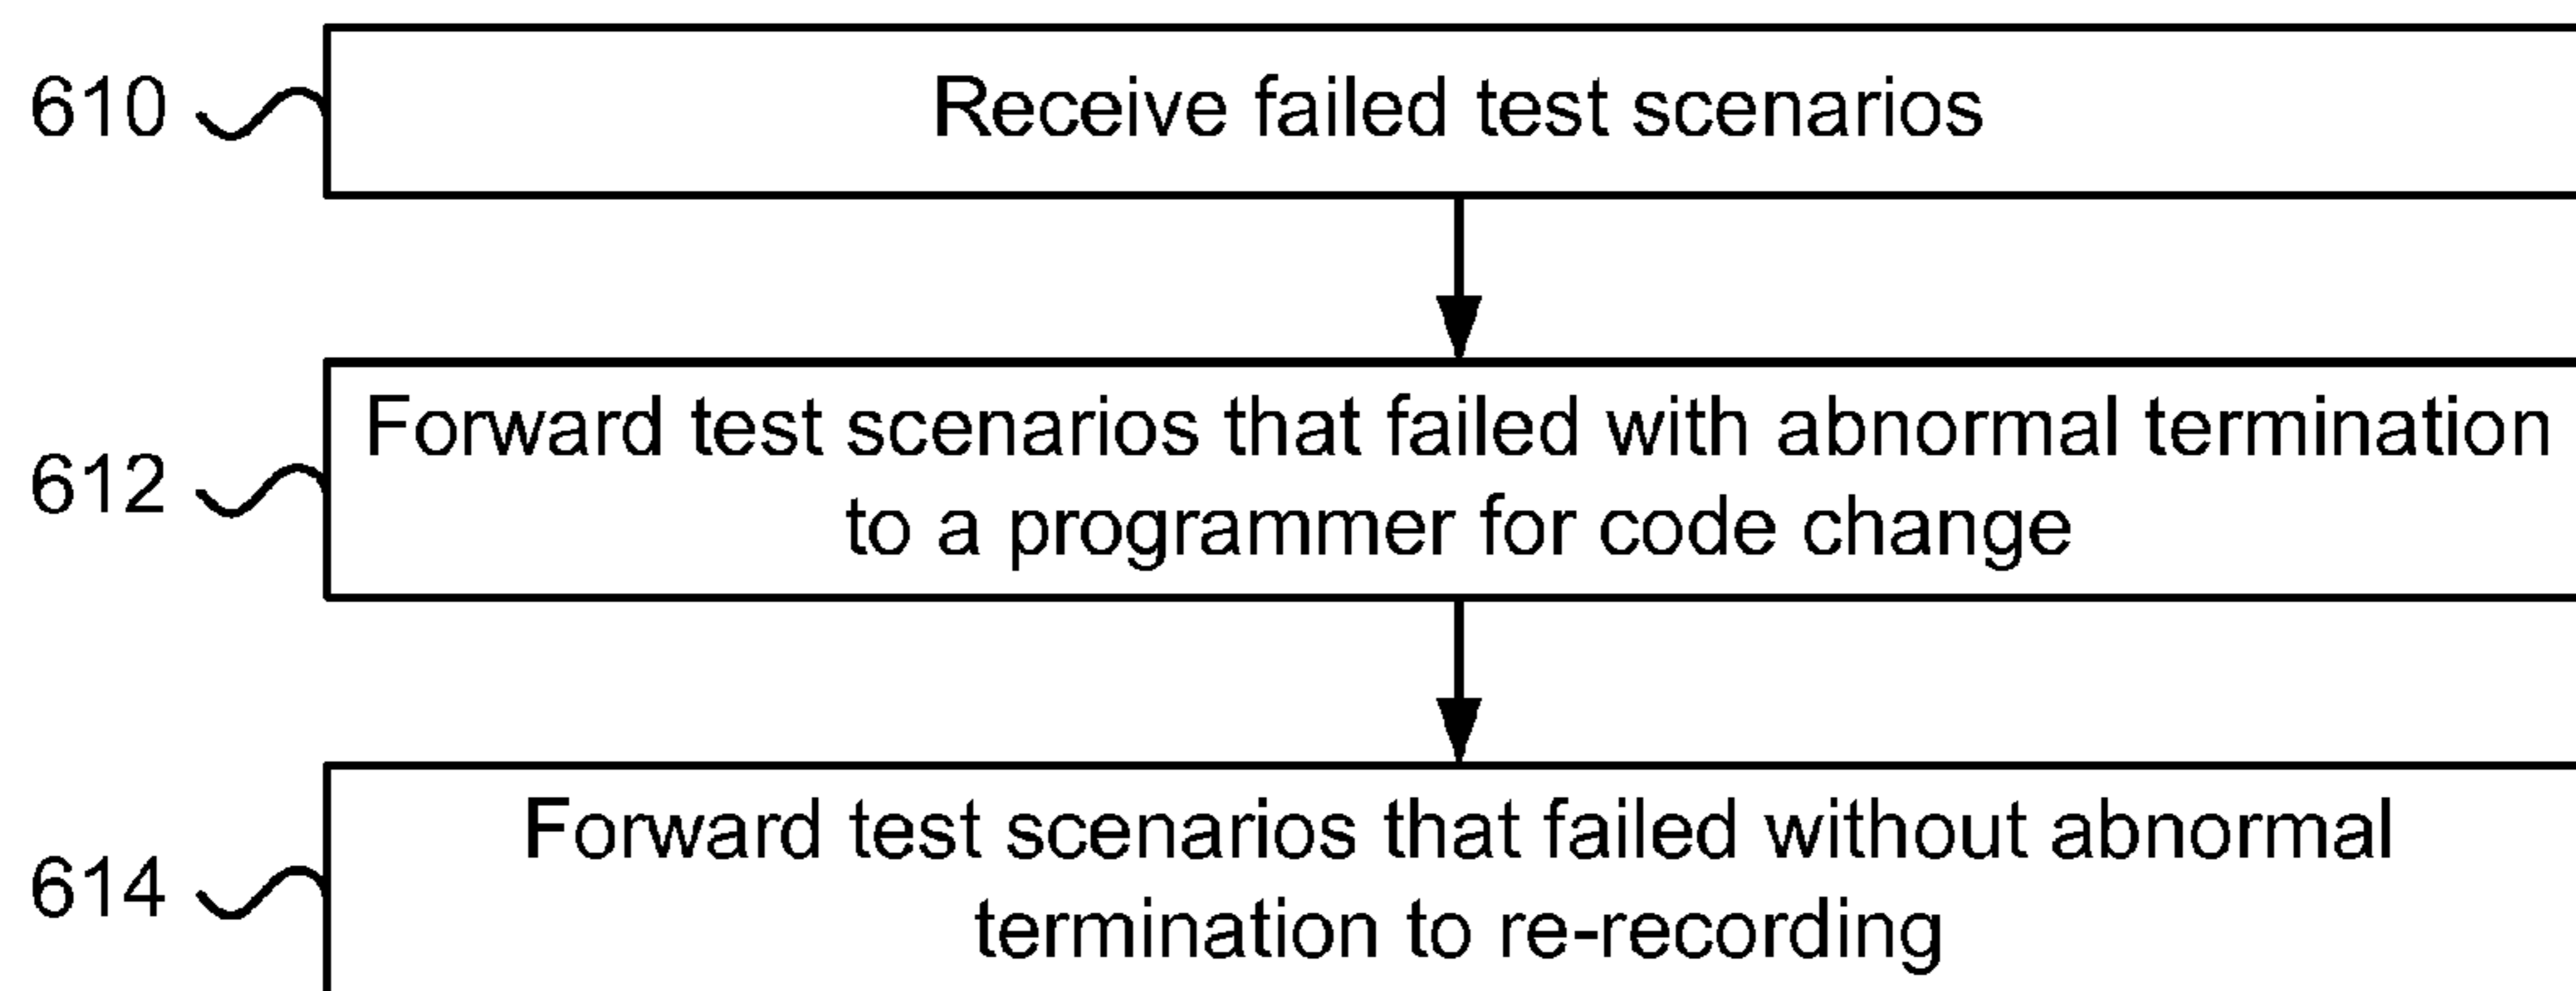 610
Receive failed test scenarios
612
Forward test scenarios that failed with abnormal termination
to a programmer for code change
614
Forward test scenarios that failed without abnormal
termination to re-recording